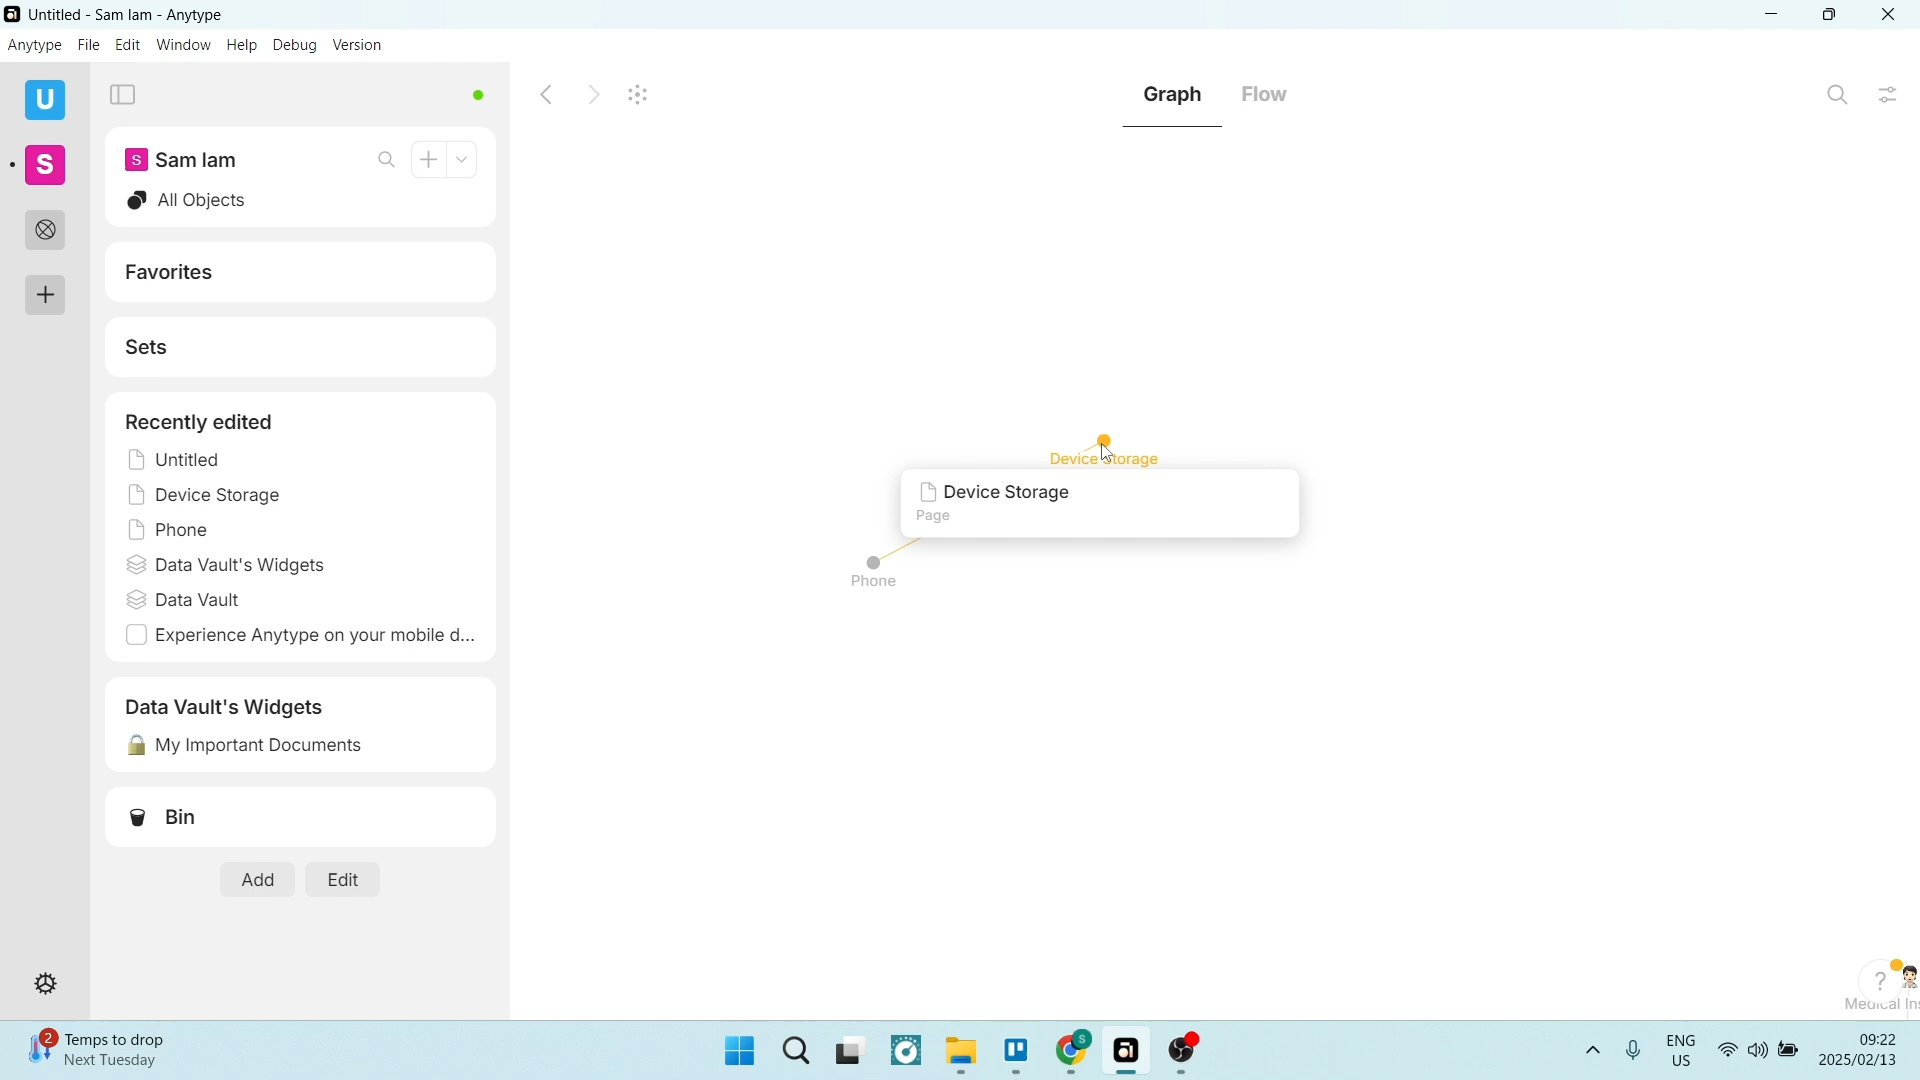 Untitled - Sam Iam - Anytype
Anytype File Edit Window Help Debug Version
U
S
S Sam Iam
All Objects
Favorites
Sets
Recently edited
Untitled
Device Storage
Phone
Data Vault's Widgets
Data Vault
Experience Anytype on your mobile d...
Data Vault's Widgets
My Important Documents
Bin
Add Edit
Graph Flow
Device Storage
Device Storage
Page
Phone
?
Medical Ins
2 Temps to drop
Next Tuesday
S
ENG
US
09:22
2025/02/13